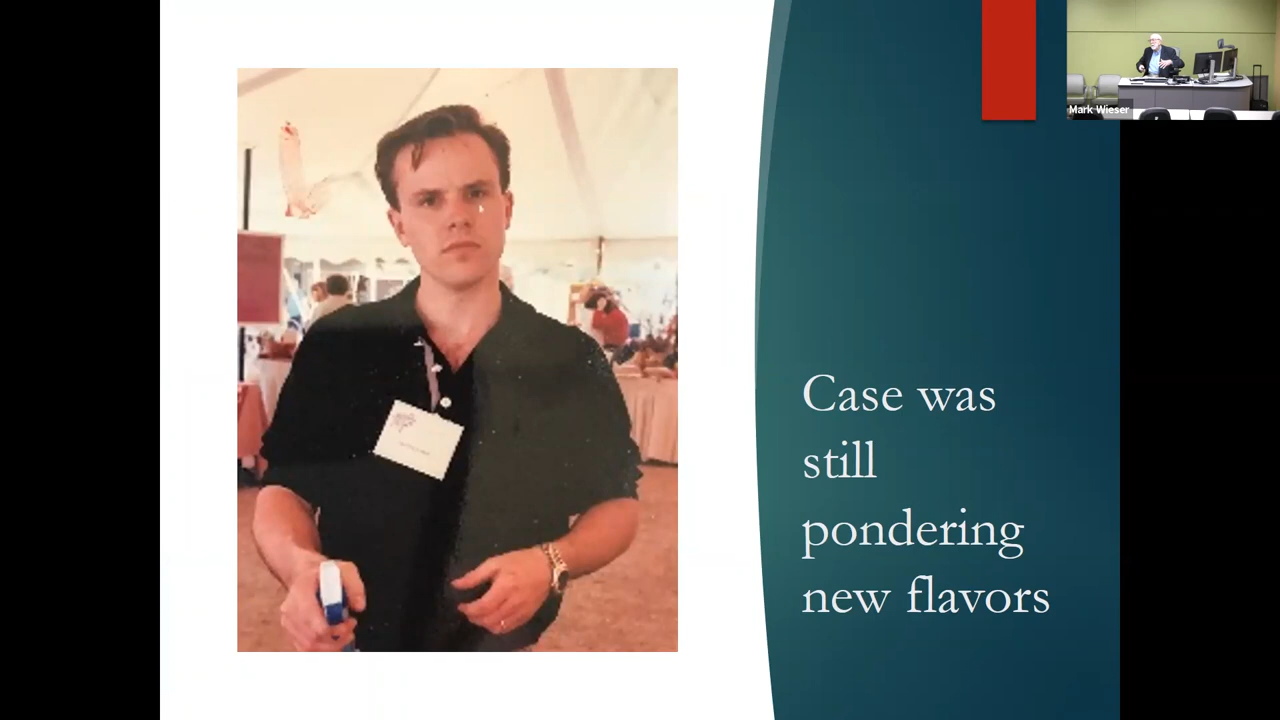 Mark Wieser
Case was
still
pondering
new flavors